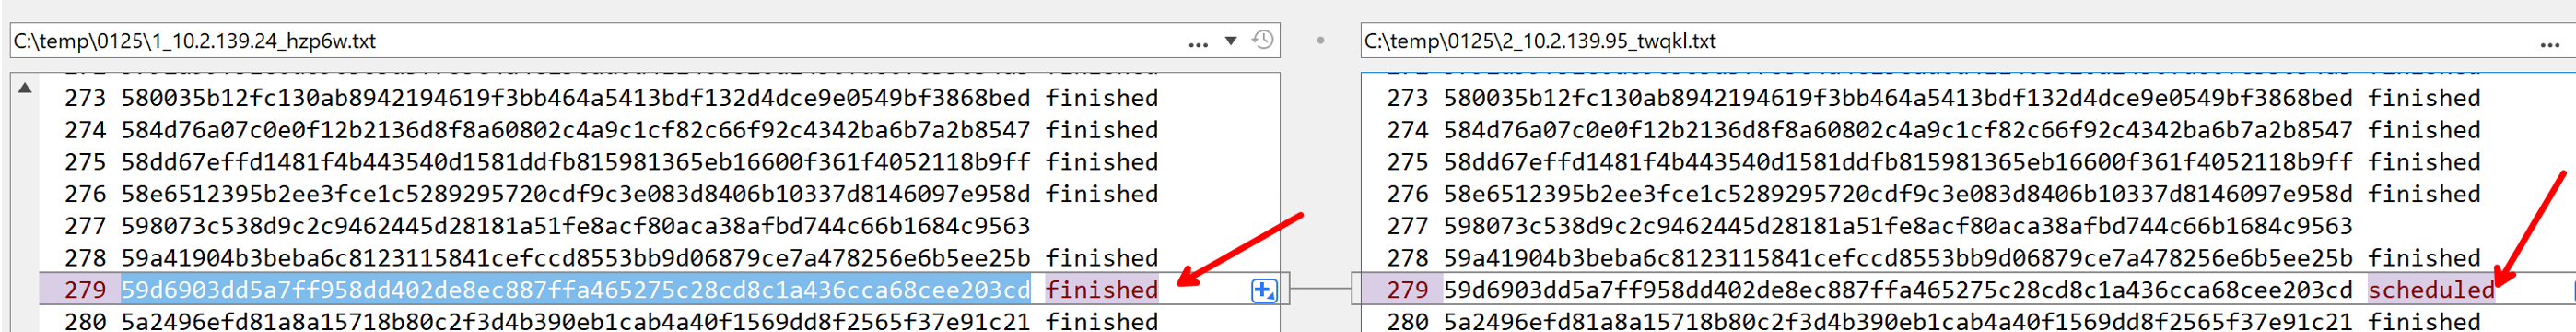 C:\temp\0125\1_10.2.139.24_hzp6w.txt ...
273 580035b12fc130ab8942194619f3bb464a5413bdf132d4dce9e0549bf3868bed finished
274 584d76a07c0e0f12b2136d8f8a60802c4a9c1cf82c66f92c4342ba6b7a2b8547 finished
275 58dd67effd1481f4b443540d1581ddfb815981365eb16600f361f4052118b9ff finished
276 58e6512395b2ee3fce1c5289295720cdf9c3e083d8406b10337d8146097e958d finished
277 598073c538d9c2c9462445d28181a51fe8acf80aca38afbd744c66b1684c9563
278 59a41904b3beba6c8123115841cefccd8553bb9d06879ce7a478256e6b5ee25b finished
279 59d6903dd5a7ff958dd402de8ec887ffa465275c28cd8c1a436cca68cee203cd finished
280 5a2496efd81a8a15718b80c2f3d4b390eb1cab4a40f1569dd8f2565f37e91c21 finished
C:\temp\0125\2_10.2.139.95_twqkl.txt ...
273 580035b12fc130ab8942194619f3bb464a5413bdf132d4dce9e0549bf3868bed finished
274 584d76a07c0e0f12b2136d8f8a60802c4a9c1cf82c66f92c4342ba6b7a2b8547 finished
275 58dd67effd1481f4b443540d1581ddfb815981365eb16600f361f4052118b9ff finished
276 58e6512395b2ee3fce1c5289295720cdf9c3e083d8406b10337d8146097e958d finished
277 598073c538d9c2c9462445d28181a51fe8acf80aca38afbd744c66b1684c9563
278 59a41904b3beba6c8123115841cefccd8553bb9d06879ce7a478256e6b5ee25b finished
279 59d6903dd5a7ff958dd402de8ec887ffa465275c28cd8c1a436cca68cee203cd scheduled
280 5a2496efd81a8a15718b80c2f3d4b390eb1cab4a40f1569dd8f2565f37e91c21 finished